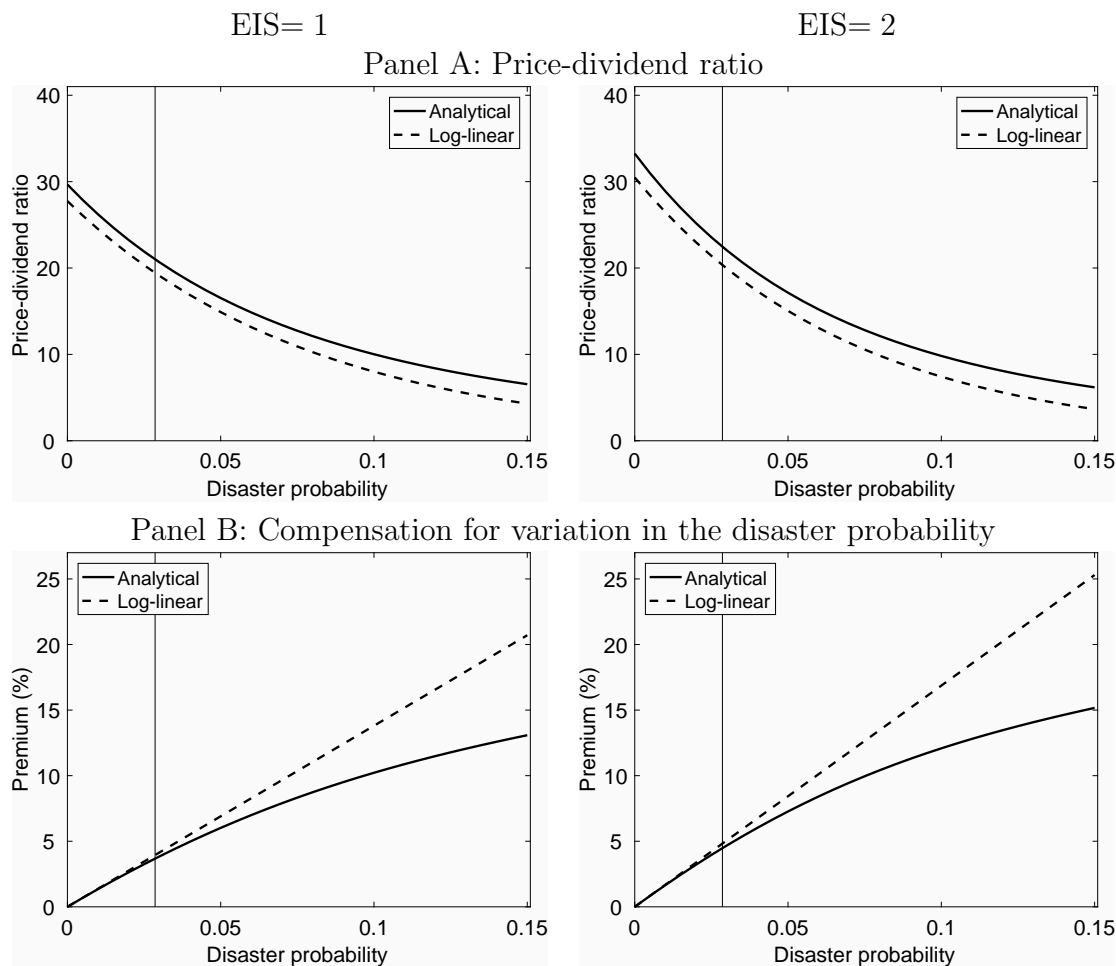 EIS= 1
EIS= 2
Panel A: Price-dividend ratio
Price-dividend ratio
40
30
20
10
0
Analytical
Log-linear
0 0.05 0.1 0.15
Disaster probability
Price-dividend ratio
40
30
20
10
0
Analytical
Log-linear
0 0.05 0.1 0.15
Disaster probability
Panel B: Compensation for variation in the disaster probability
Premium (%)
25
20
15
10
5
0
Analytical
Log-linear
0 0.05 0.1 0.15
Disaster probability
Premium (%)
25
20
15
10
5
0
Analytical
Log-linear
0 0.05 0.1 0.15
Disaster probability